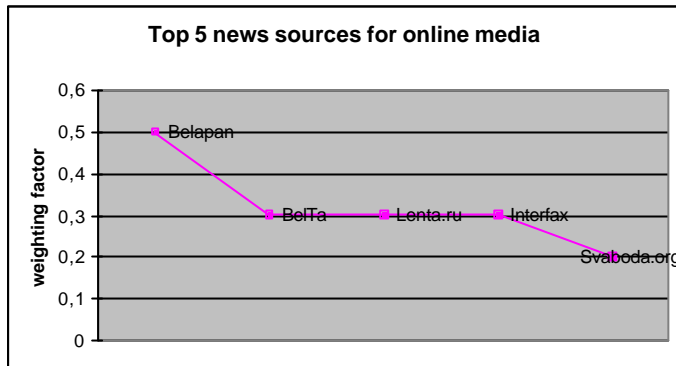 Top 5 news sources for online media
0,6
0,5
0,4
0,3
0,2
0,1
0
weighting factor
Belapan
BelTa
Lenta.ru
Interfax
Svaboda.org